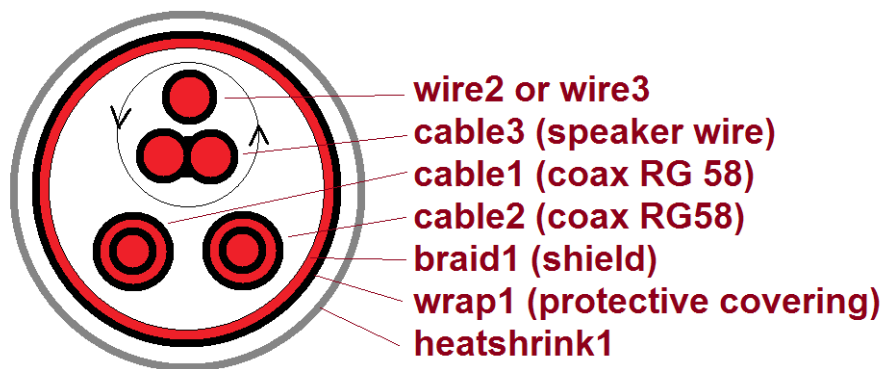 wire2 or wire3
cable3 (speaker wire)
cable1 (coax RG 58)
cable2 (coax RG58)
braid1 (shield)
wrap1 (protective covering)
heatshrink1